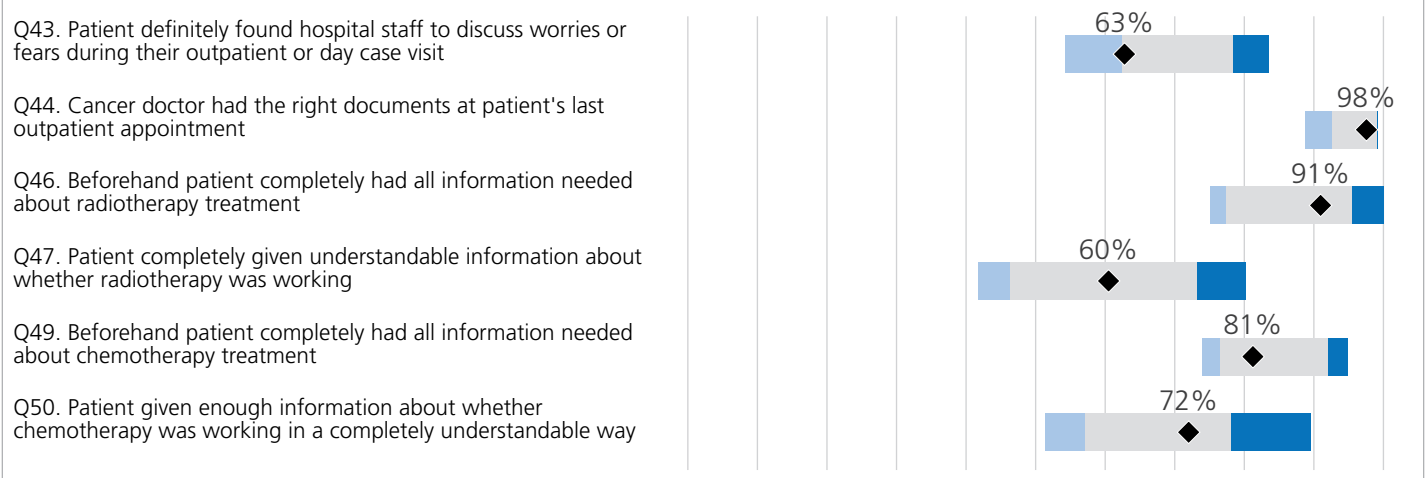 Q43. Patient definitely found hospital staff to discuss worries or
fears during their outpatient or day case visit
63%
Q44. Cancer doctor had the right documents at patient's last
outpatient appointment
98%
Q46. Beforehand patient completely had all information needed
about radiotherapy treatment
91%
Q47. Patient completely given understandable information about
whether radiotherapy was working
60%
Q49. Beforehand patient completely had all information needed
about chemotherapy treatment
81%
Q50. Patient given enough information about whether
chemotherapy was working in a completely understandable way
72%